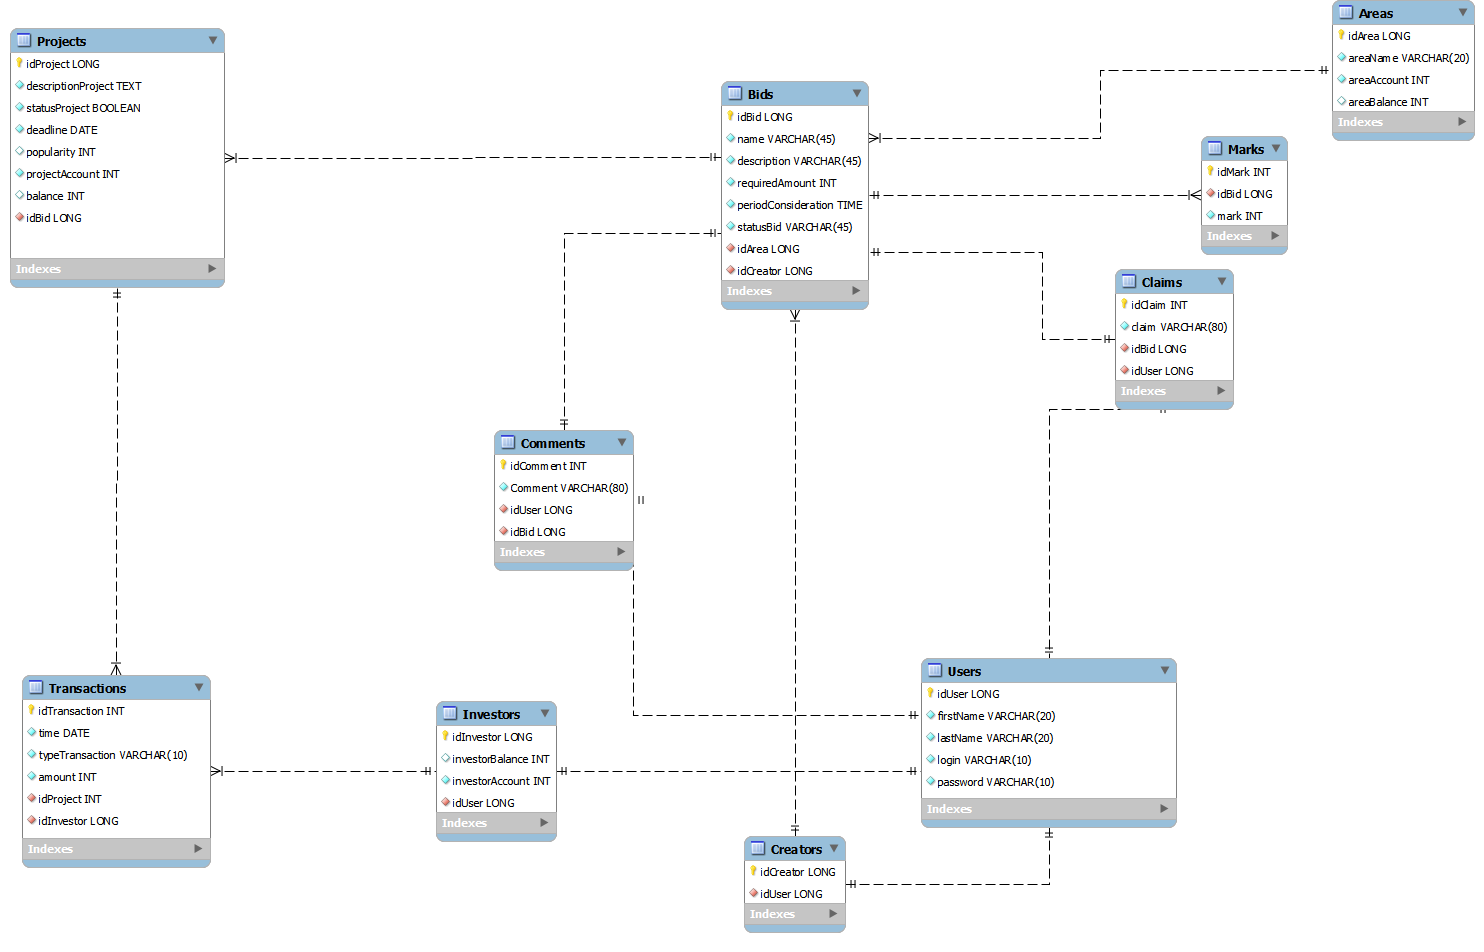 Projects
idProject LONG
descriptionProject TEXT
statusProject BOOLEAN
deadline DATE
popularity INT
projectAccount INT
balance INT
idBid LONG
Indexes
Bids
idBid LONG
name VARCHAR(45)
description VARCHAR(45)
requiredAmount INT
periodConsideration TIME
statusBid VARCHAR(45)
idArea LONG
idCreator LONG
Indexes
Areas
idArea LONG
areaName VARCHAR(20)
areaAccount INT
areaBalance INT
Indexes
Marks
idMark INT
idBid LONG
mark INT
Indexes
Claims
idClaim INT
claim VARCHAR(80)
idBid LONG
idUser LONG
Indexes
Comments
idComment INT
Comment VARCHAR(80)
idUser LONG
idBid LONG
Indexes
Transactions
idTransaction INT
time DATE
typeTransaction VARCHAR(10)
amount INT
idProject INT
idInvestor LONG
Indexes
Investors
idInvestor LONG
investorBalance INT
investorAccount INT
idUser LONG
Indexes
Users
idUser LONG
firstName VARCHAR(20)
lastName VARCHAR(20)
login VARCHAR(10)
password VARCHAR(10)
Indexes
Creators
idCreator LONG
idUser LONG
Indexes